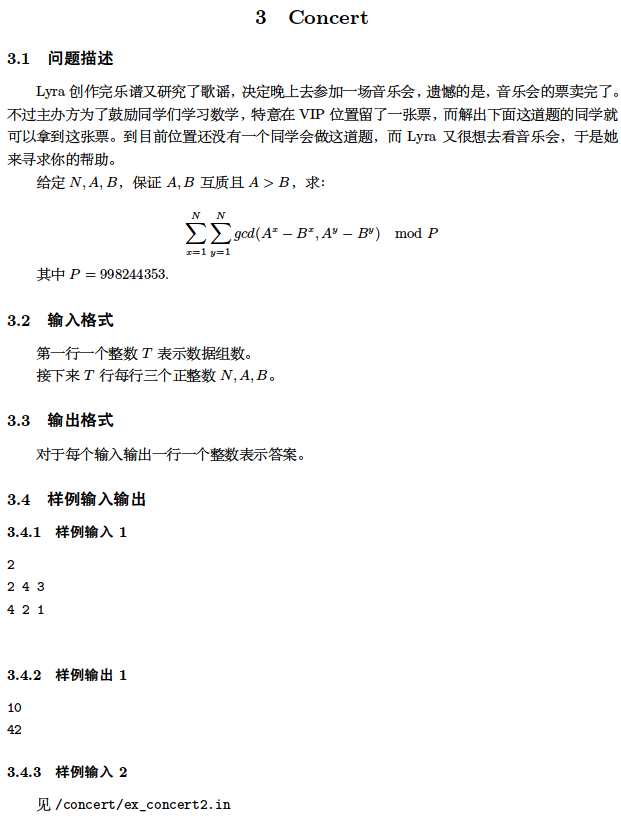 3 Concert
3.1 问题描述
Lyra 创作完乐谱又研究了歌谣，决定晚上去参加一场音乐会，遗憾的是，音乐会的票卖完了。
不过主办方为了鼓励同学们学习数学，特意在 VIP 位置留了一张票，而解出下面这道题的同学就
可以拿到这张票。到目前位置还没有一个同学会做这道题，而 Lyra 又很想去看音乐会，于是她
来寻求你的帮助。
给定 N, A, B，保证 A, B 互质且 A > B，求：
\sum_{x=1}^{N} \sum_{y=1}^{N} gcd(A^x − B^x, A^y − B^y) mod P
其中 P = 998244353.
3.2 输入格式
第一行一个整数 T 表示数据组数。
接下来 T 行每行三个正整数 N, A, B。
3.3 输出格式
对于每个输入输出一行一个整数表示答案。
3.4 样例输入输出
3.4.1 样例输入 1
2
2 4 3
4 2 1
3.4.2 样例输出 1
10
42
3.4.3 样例输入 2
见 /concert/ex_concert2.in